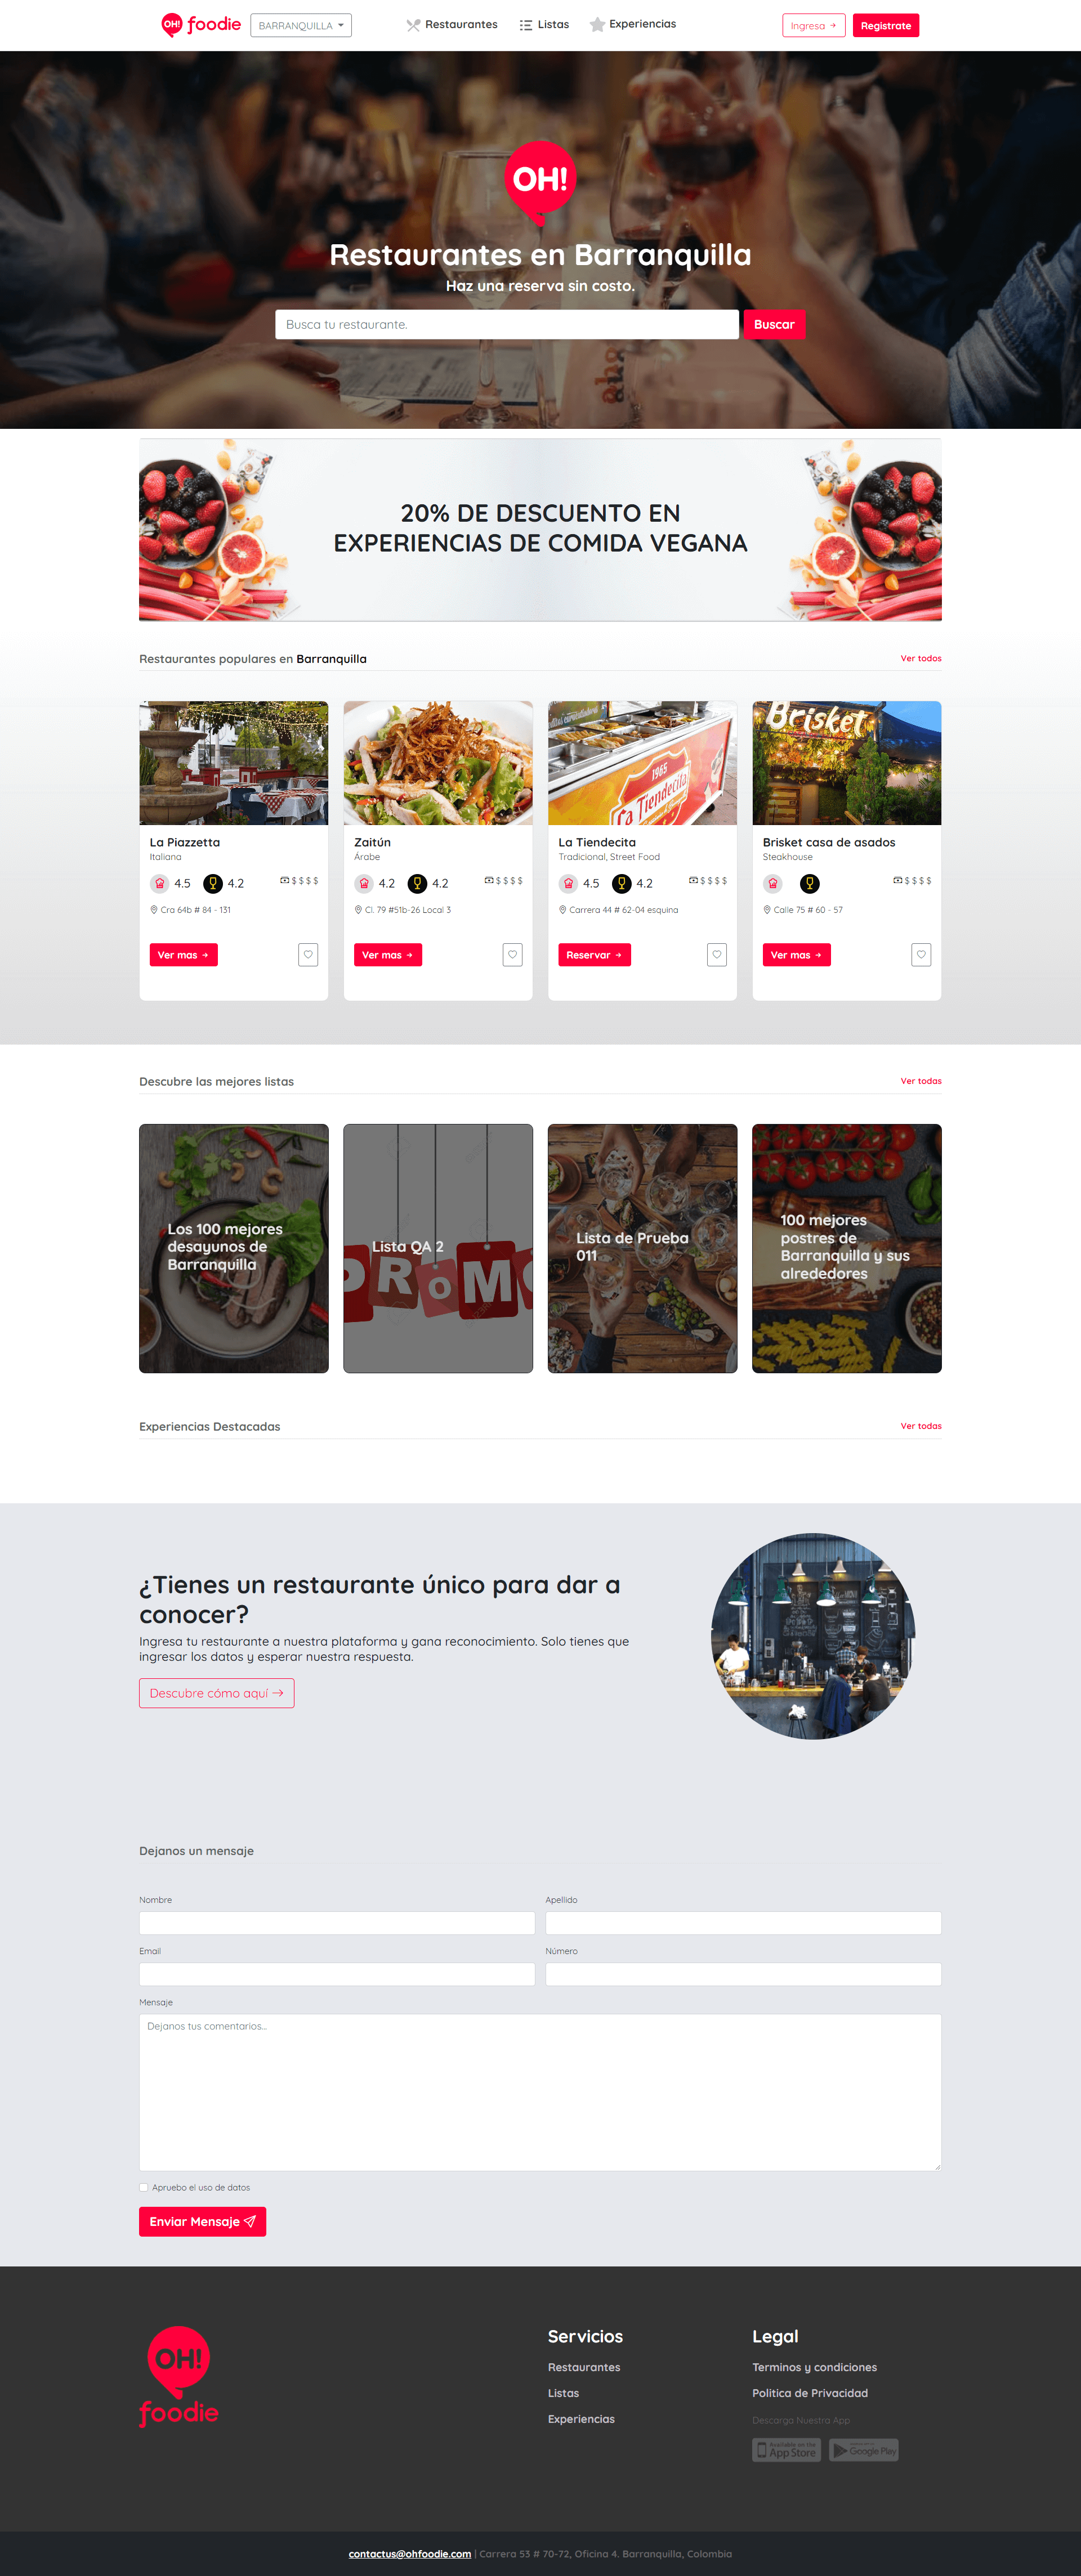 OH! foodie
BARRANQUILLA
Restaurantes
Listas
Experiencias
Ingresa
Registrate
OH!
Restaurantes en Barranquilla
Haz una reserva sin costo.
Busca tu restaurante.
Buscar
20% DE DESCUENTO EN
EXPERIENCIAS DE COMIDA VEGANA
Restaurantes populares en Barranquilla
Ver todos
1965
La Tiendecita
Brisket
La Piazzetta
Italiana
4.5
4.2
$ $ $ $
Cra 64b # 84 - 131
Ver mas
Zaitún
Árabe
4.2
4.2
$ $ $ $
Cl. 79 #51b-26 Local 3
Ver mas
La Tiendecita
Tradicional, Street Food
4.5
4.2
$ $ $ $
Carrera 44 # 62-04 esquina
Reservar
Brisket casa de asados
Steakhouse
$ $ $ $
Calle 75 # 60 - 57
Ver mas
Descubre las mejores listas
Ver todas
Los 100 mejores
desayunos de
Barranquilla
Lista QA 2
PROMO
Lista de Prueba
011
100 mejores
postres de
Barranquilla y sus
alrededores
Experiencias Destacadas
Ver todas
¿Tienes un restaurante único para dar a
conocer?
Ingresa tu restaurante a nuestra plataforma y gana reconocimiento. Solo tienes que
ingresar los datos y esperar nuestra respuesta.
Descubre cómo aquí
Dejanos un mensaje
Nombre
Apellido
Email
Número
Mensaje
Dejanos tus comentarios...
Apruebo el uso de datos
Enviar Mensaje
OH!
foodie
Servicios
Restaurantes
Listas
Experiencias
Legal
Terminos y condiciones
Politica de Privacidad
Descarga Nuestra App
Available on the
App Store
Google Play
contactus@ohfoodie.com | Carrera 53 # 70-72, Oficina 4. Barranquilla, Colombia